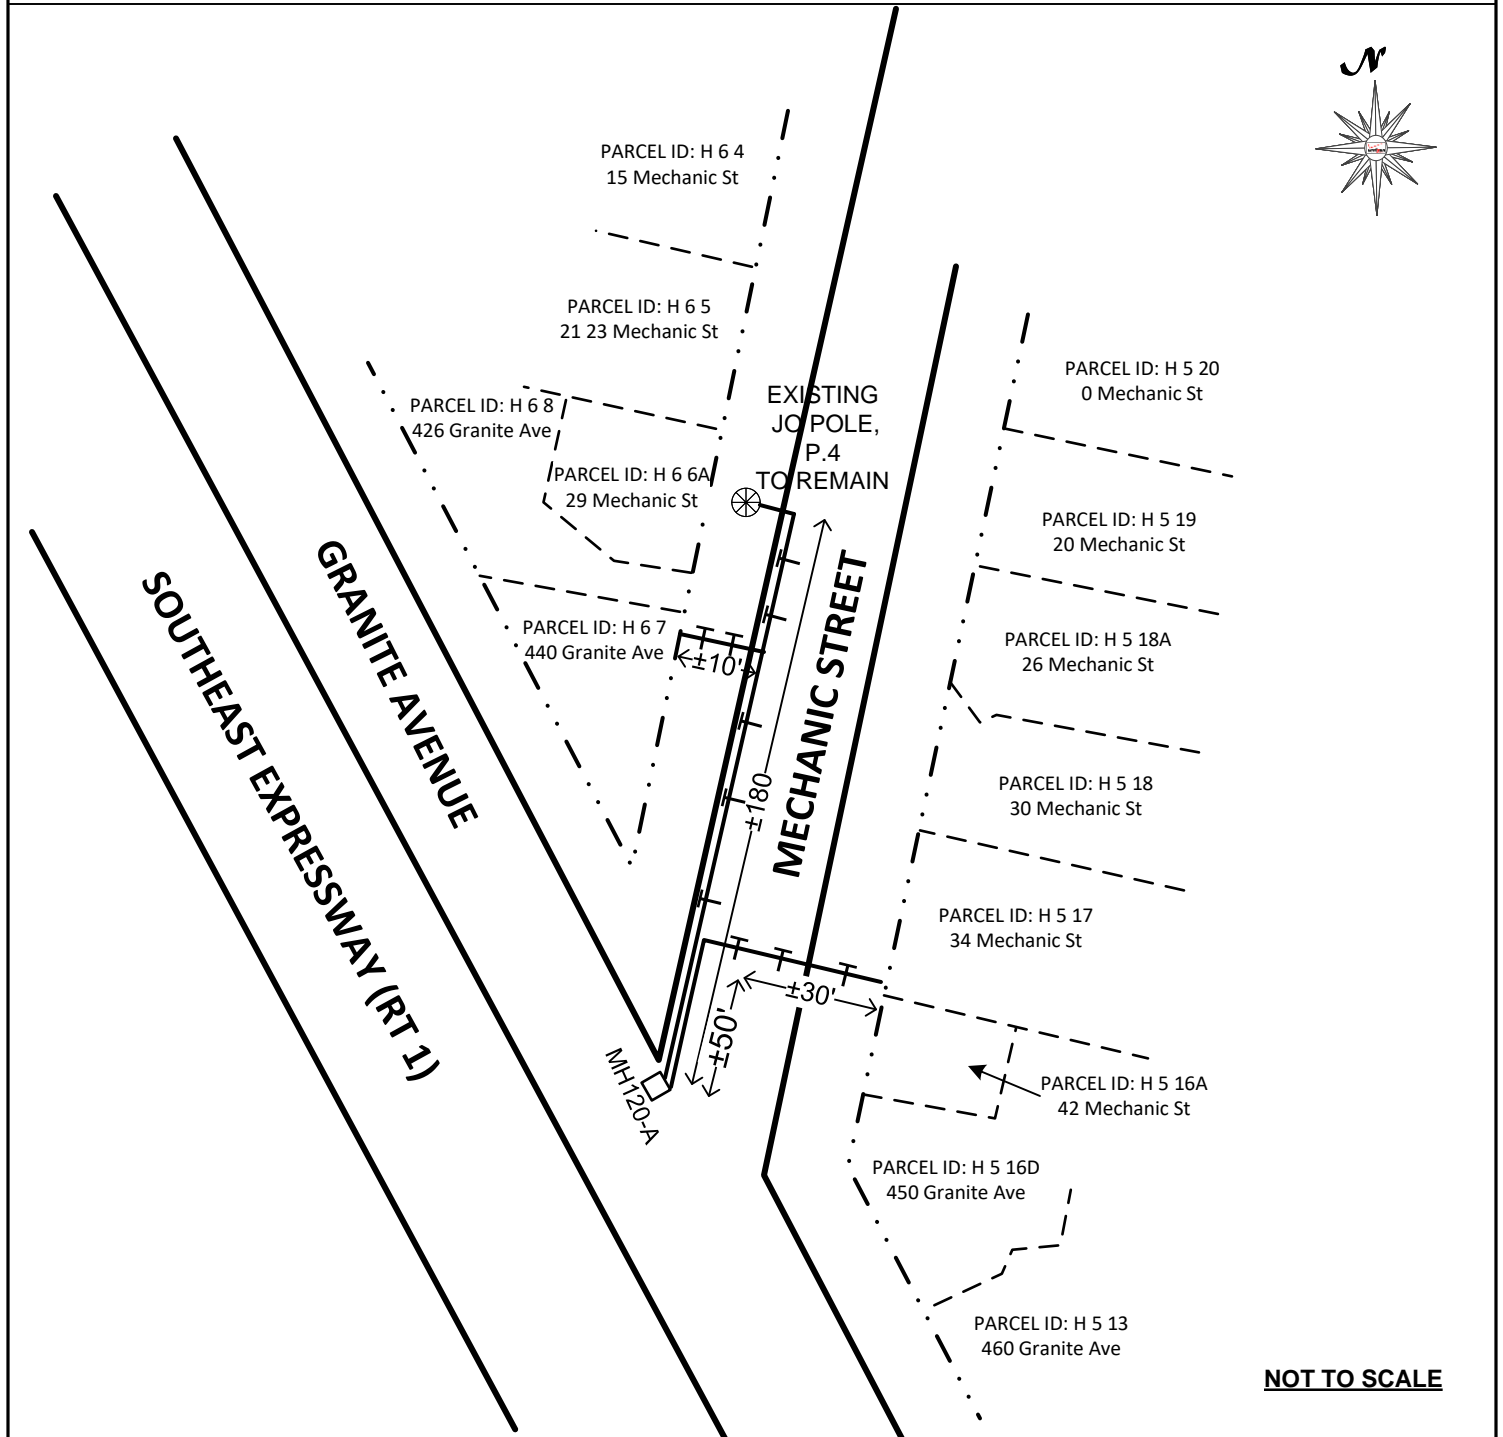 N
PARCEL ID: H 6 4
15 Mechanic St
PARCEL ID: H 6 5
21 23 Mechanic St
PARCEL ID: H 5 20
0 Mechanic St
EXISTING
JO POLE,
P.4
TO REMAIN
PARCEL ID: H 6 8
426 Granite Ave
PARCEL ID: H 6 6A
29 Mechanic St
PARCEL ID: H 5 19
20 Mechanic St
PARCEL ID: H 6 7
440 Granite Ave
±10'
PARCEL ID: H 5 18A
26 Mechanic St
GRANITE AVENUE
SOUTHEAST EXPRESSWAY (RT 1)
MECHANIC STREET
±180
PARCEL ID: H 5 18
30 Mechanic St
PARCEL ID: H 5 17
34 Mechanic St
±30'
±50'
MH120-A
PARCEL ID: H 5 16A
42 Mechanic St
PARCEL ID: H 5 16D
450 Granite Ave
PARCEL ID: H 5 13
460 Granite Ave
NOT TO SCALE